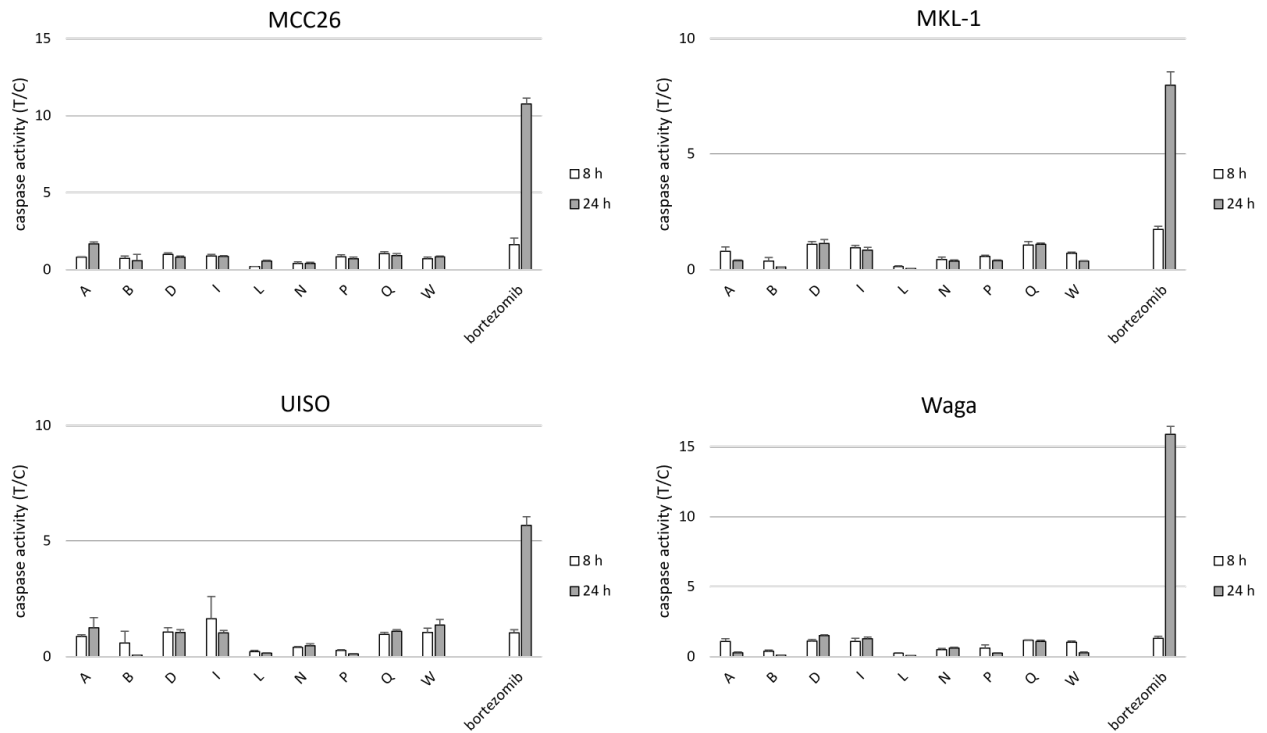 MCC26
15
10
5
0
caspase activity (T/C)
A
B
D
I
L
N
P
Q
W
bortezomib
8 h
24 h
MKL-1
10
5
0
caspase activity (T/C)
A
B
D
I
L
N
P
Q
W
bortezomib
8 h
24 h
UISO
10
5
0
caspase activity (T/C)
A
B
D
I
L
N
P
Q
W
bortezomib
8 h
24 h
Waga
15
10
5
0
caspase activity (T/C)
A
B
D
I
L
N
P
Q
W
bortezomib
8 h
24 h